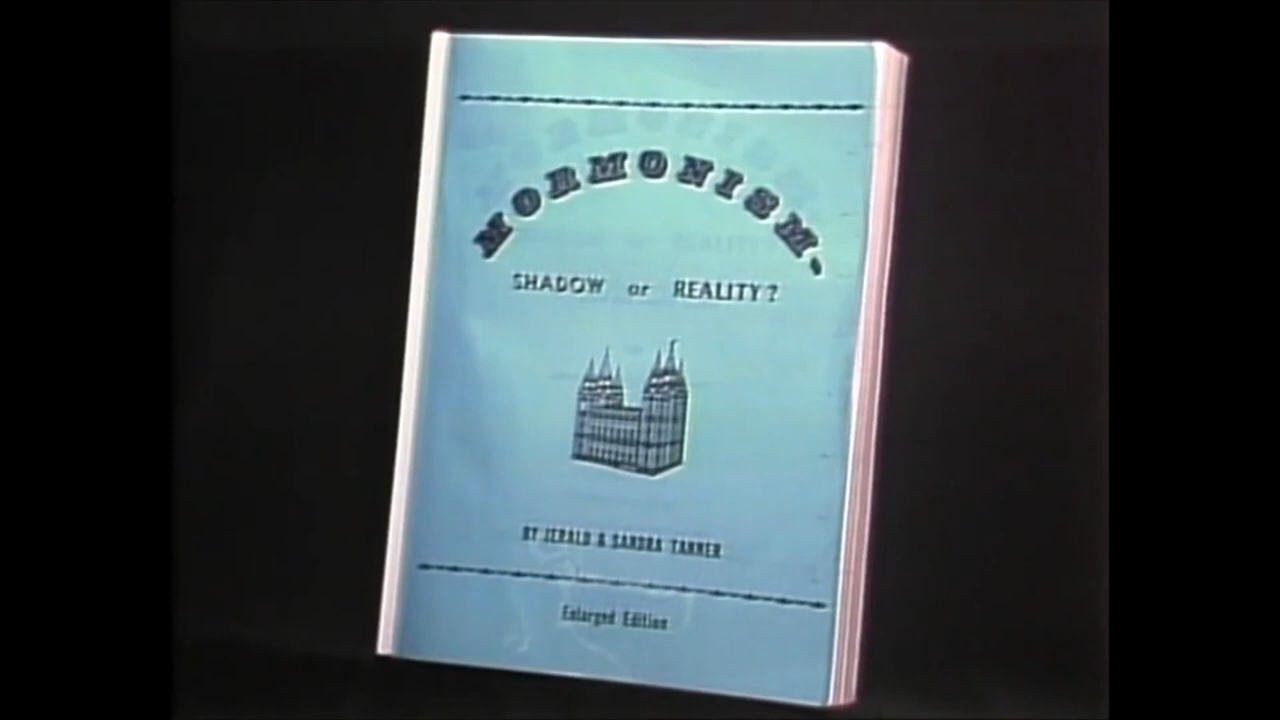 MORMONISM-
SHADOW or REALITY?
BY JERALD & SANDRA TANNER
Enlarged Edition